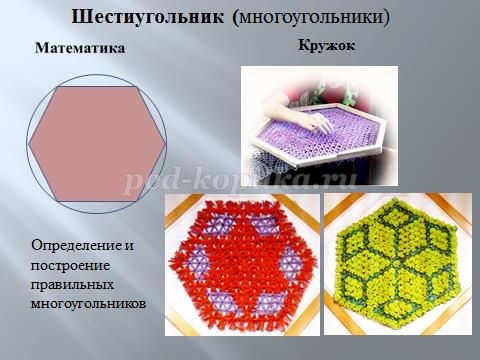 Шестиугольник (многоугольники)
Математика
Кружок
ped-kopilka.ru
Определение и
построение
правильных
многоугольников